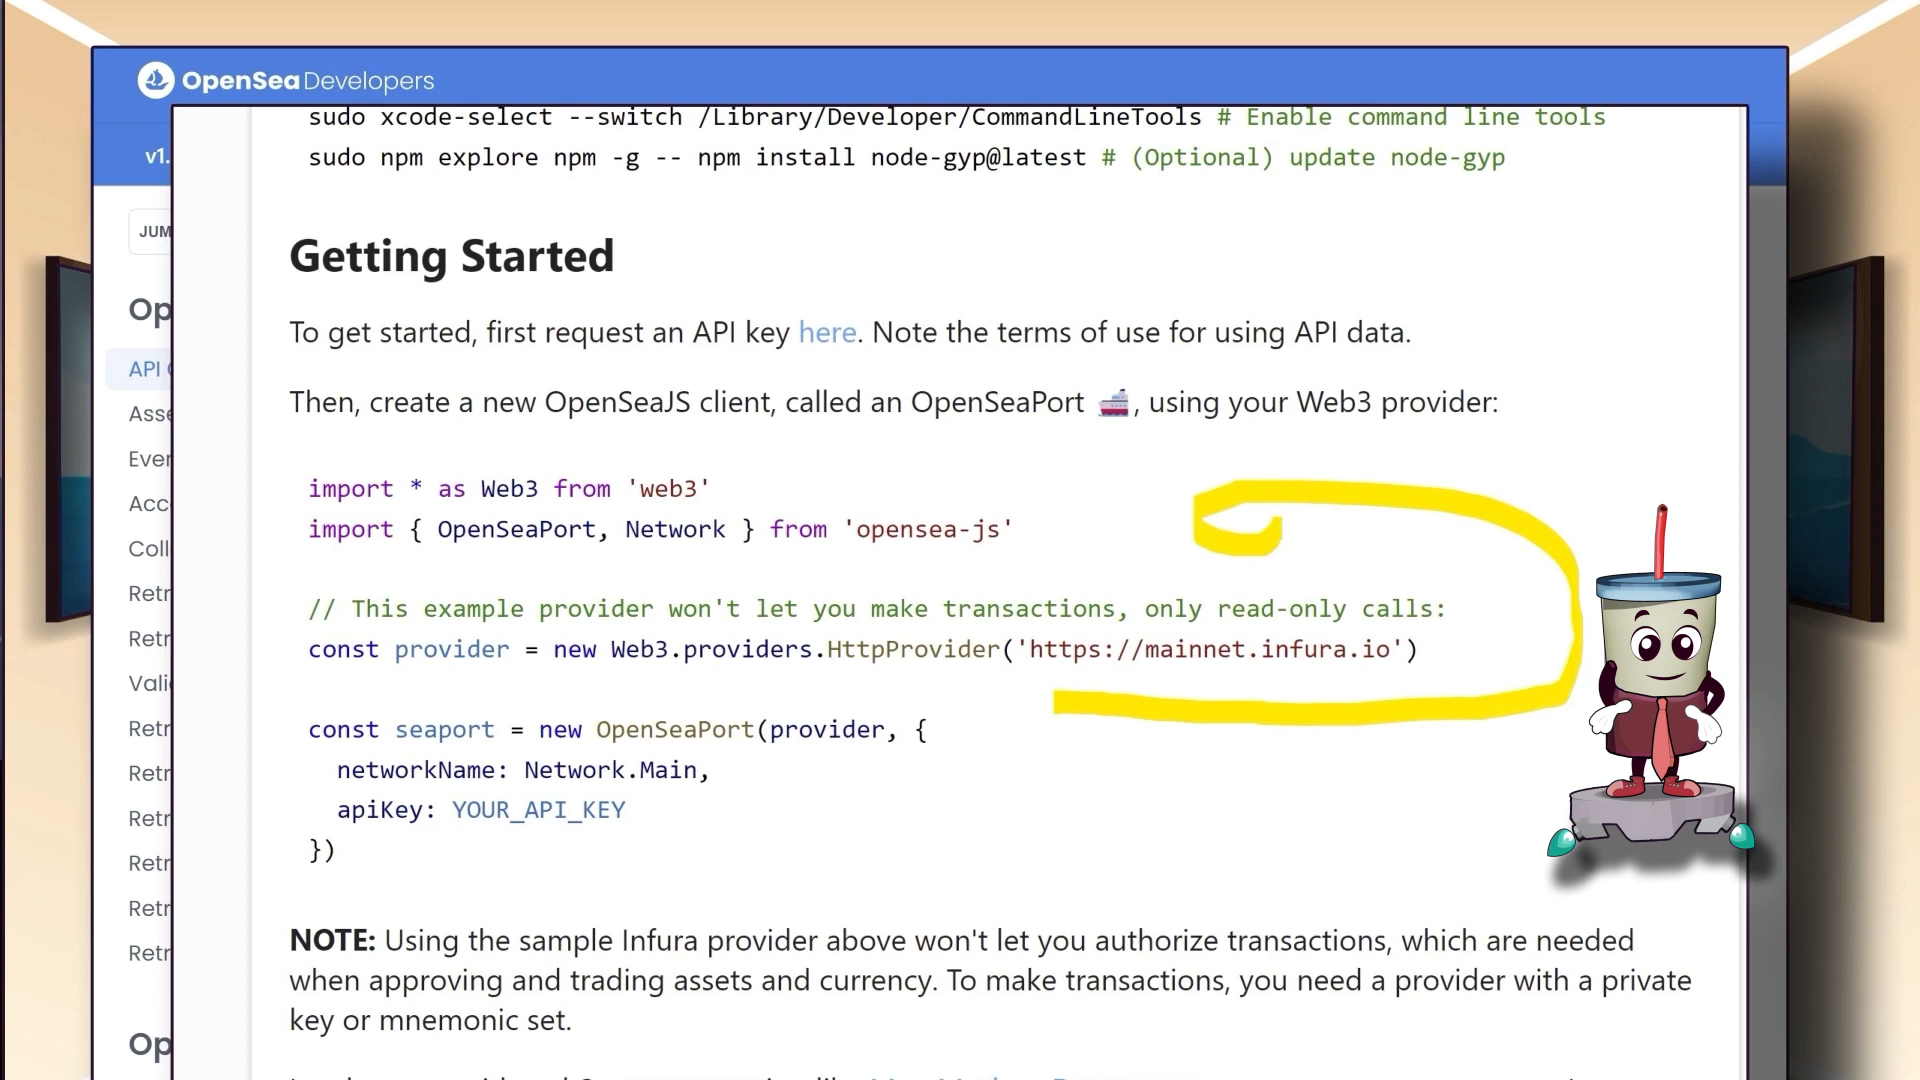 OpenSea Developers
sudo xcode-select --switch /Library/Developer/CommandLineTools # Enable command line tools
v1.
sudo npm explore npm -g -- npm install node-gyp@latest # (Optional) update node-gyp
JUM
Getting Started
Op
To get started, first request an API key here. Note the terms of use for using API data.
API
Then, create a new OpenSeaJS client, called an OpenSeaPort 🚢, using your Web3 provider:
Asse
Ever
import * as Web3 from 'web3'
Acc
import { OpenSeaPort, Network } from 'opensea-js'
Coll
Retr
// This example provider won't let you make transactions, only read-only calls:
Retr
const provider = new Web3.providers.HttpProvider('https://mainnet.infura.io')
Vali
Retr
const seaport = new OpenSeaPort(provider, {
Retr
networkName: Network.Main,
Retr
apiKey: YOUR_API_KEY
})
Retr
Retr
NOTE: Using the sample Infura provider above won't let you authorize transactions, which are needed
Retr
when approving and trading assets and currency. To make transactions, you need a provider with a private
key or mnemonic set.
Op